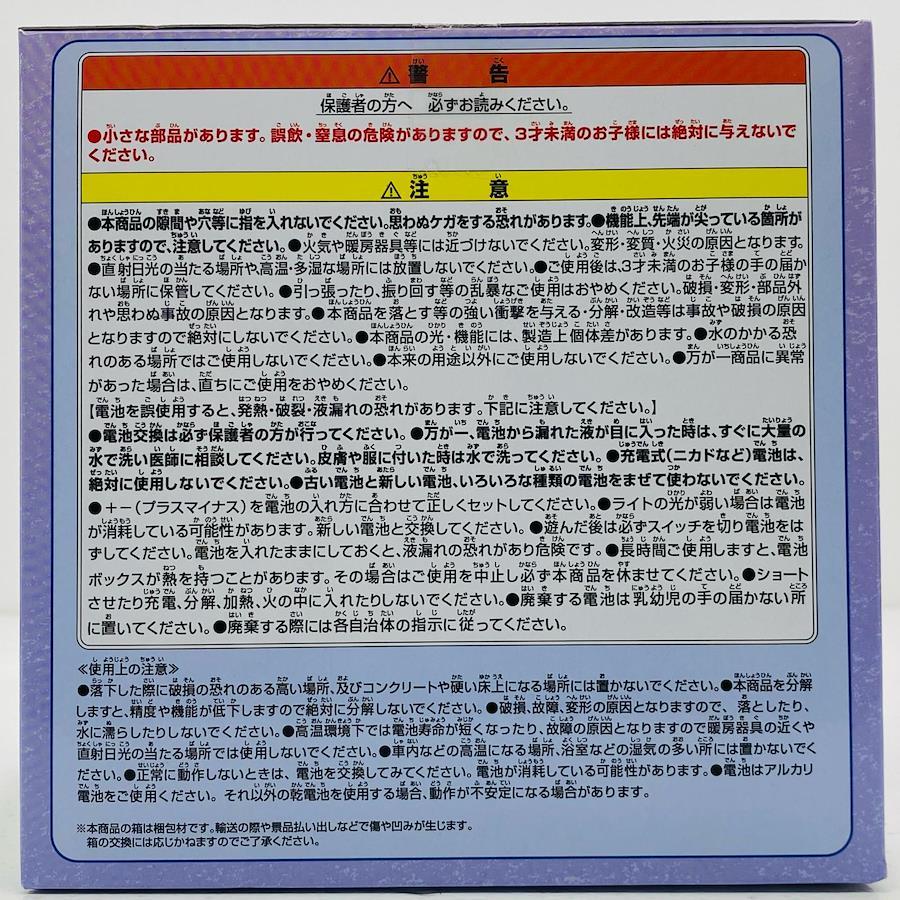 ⚠警告
保護者の方へ 必ずお読みください。
●小さな部品があります。誤飲・窒息の危険がありますので、3才未満のお子様には絶対に与えないで
ください。
⚠注意
●本商品の隙間や穴等に指を入れないでください。思わぬケガをする恐れがあります。●機能上、先端が尖っている箇所が
ありますので、注意してください。●火気や暖房器具等には近づけないでください。変形・変質・火災の原因となります。
●直射日光の当たる場所や、高温・多湿な場所には放置しないでください。●ご使用後は、3才未満のお子様の手の届か
ない場所に保管してください。●引っ張ったり、振り回す等の乱暴なご使用はおやめください。破損・変形・部品外
れや思わぬ事故の原因となります。●本商品を落とす等の強い衝撃を与える・分解・改造等は事故や破損の原因
となりますので絶対にしないでください。●本商品の光・機能には、製造上個体差があります。●水のかかる恐
れのある場所ではご使用しないでください。●本来の用途以外にご使用しないでください。●万が一商品に異常
があった場合は、直ちにご使用をおやめください。
【電池を誤使用すると、発熱・破裂・液漏れの恐れがあります。下記に注意してください。】
●電池交換は必ず保護者の方が行ってください。●万が一、電池から漏れた液が目に入った時は、すぐに大量の
水で洗い医師に相談してください。皮膚や服に付いた時は水で洗ってください。●充電式(ニカドなど)電池は、
絶対に使用しないでください。●古い電池と新しい電池、いろいろな種類の電池をまぜて使わないでください。
●+−(プラスマイナス)を電池の入れ方に合わせて正しくセットしてください。●ライトの光が弱い場合は電池
が消耗している可能性があります。新しい電池と交換してください。●遊んだ後は必ずスイッチを切り電池をは
ずしてください。電池を入れたままにしておくと、液漏れの恐れがあり危険です。●長時間ご使用しますと、電池
ボックスが熱を持つことがあります。その場合はご使用を中止し必ず本商品を休ませてください。●ショート
させたり充電、分解、加熱、火の中に入れたりしないでください。●廃棄する電池は乳幼児の手の届かない所
に置いてください。●廃棄する際には各自治体の指示に従ってください。
≪使用上の注意≫
●落下した際に破損の恐れのある高い場所、及びコンクリートや硬い床上になる場所には置かないでください。●本商品を分解
しますと、精度や機能が低下しますので絶対に分解しないでください。●破損、故障、変形の原因となりますので、落としたり、
水に濡らしたりしないでください。●高温環境下では電池寿命が短くなったり、故障の原因となりますので暖房器具の近くや
直射日光の当たる場所では使用しないでください。●車内などの高温になる場所、浴室などの湿気の多い所には置かないでくだ
さい。●正常に動作しないときは、電池を交換してみてください。電池が消耗している可能性があります。●電池はアルカリ
電池をご使用ください。それ以外の乾電池を使用する場合、動作が不安定になる場合があります。
※本商品の箱は梱包材です。輸送の際や景品払い出しなどで傷や凹みが生じます。
箱の交換には応じかねますのでご了承ください。